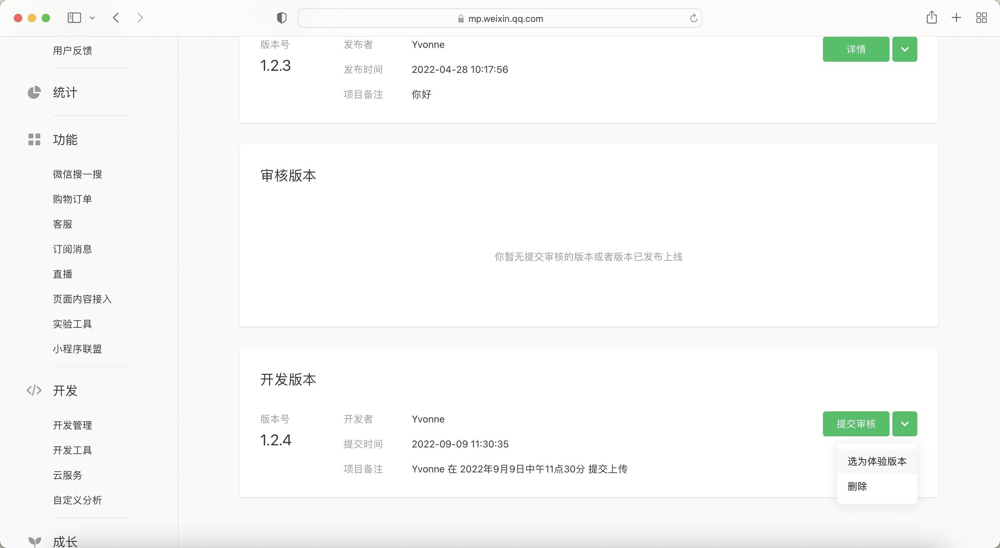 mp.weixin.qq.com
用户反馈
统计
功能
微信搜一搜
购物订单
客服
订阅消息
直播
页面内容接入
实验工具
小程序联盟
开发
开发管理
开发工具
云服务
自定义分析
成长
版本号
1.2.3
发布者 Yvonne
发布时间 2022-04-28 10:17:56
项目备注 你好
详情
审核版本
你暂无提交审核的版本或者版本已发布上线
开发版本
版本号
1.2.4
开发者 Yvonne
提交时间 2022-09-09 11:30:35
项目备注 Yvonne 在 2022年9月9日中午11点30分 提交上传
提交审核
选为体验版本
删除